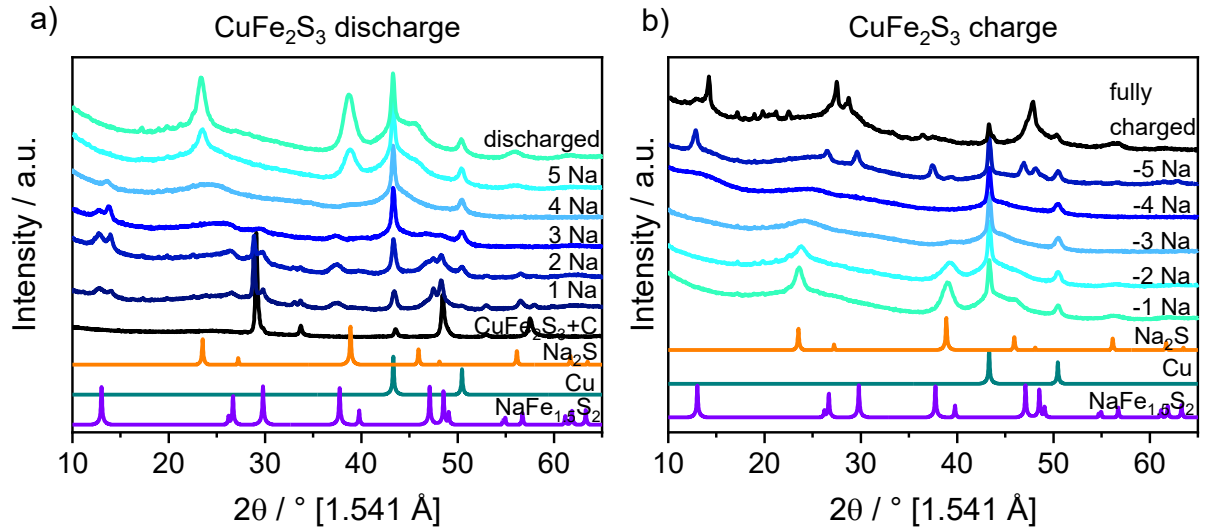 a)
CuFe₂S₃ discharge
Intensity / a.u.
discharged
5 Na
4 Na
3 Na
2 Na
1 Na
CuFe₂S₃+C
Na₂S
Cu
NaFe₁.₅S₂
10 20 30 40 50 60
2θ / ° [1.541 Å]
b)
CuFe₂S₃ charge
Intensity / a.u.
fully
charged
-5 Na
-4 Na
-3 Na
-2 Na
-1 Na
Na₂S
Cu
NaFe₁.₅S₂
10 20 30 40 50 60
2θ / ° [1.541 Å]